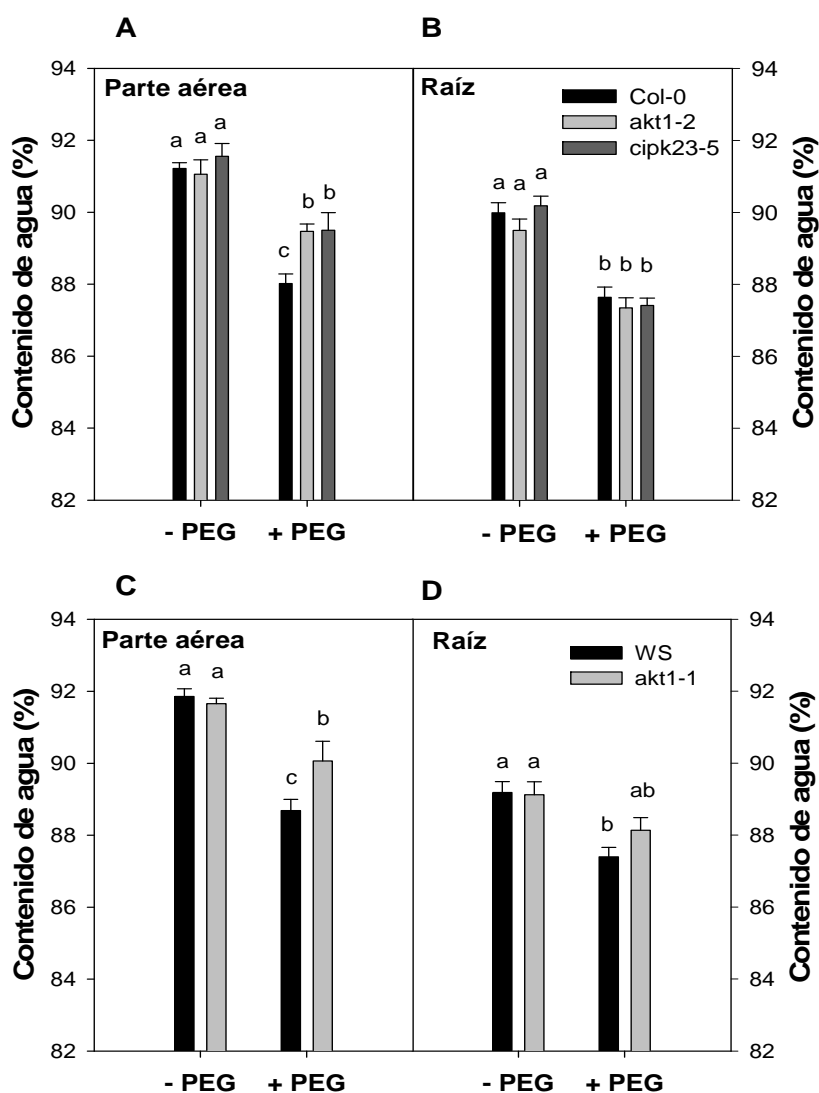 A
B
94
92
90
88
86
84
82
Contenido de agua (%)
Parte aérea
a a a
c b b
- PEG + PEG
Raíz
Col-0
akt1-2
cipk23-5
a a a
b b b
- PEG + PEG
94
92
90
88
86
84
82
Contenido de agua (%)
C
D
94
92
90
88
86
84
82
Contenido de agua (%)
Parte aérea
a a
c b
- PEG + PEG
Raíz
WS
akt1-1
a a
b ab
- PEG + PEG
94
92
90
88
86
84
82
Contenido de agua (%)